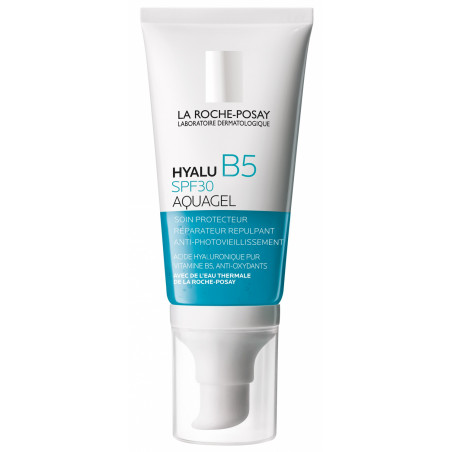 LA ROCHE-POSAY
LABORATOIRE DERMATOLOGIQUE
HYALU B5
SPF30
AQUAGEL
SOIN PROTECTEUR
RÉPARATEUR REPULPANT
ANTI-PHOTOVIEILLISSEMENT
ACIDE HYALURONIQUE PUR
VITAMINE B5, ANTI-OXYDANTS
AVEC DE L'EAU THERMALE
DE LA ROCHE-POSAY